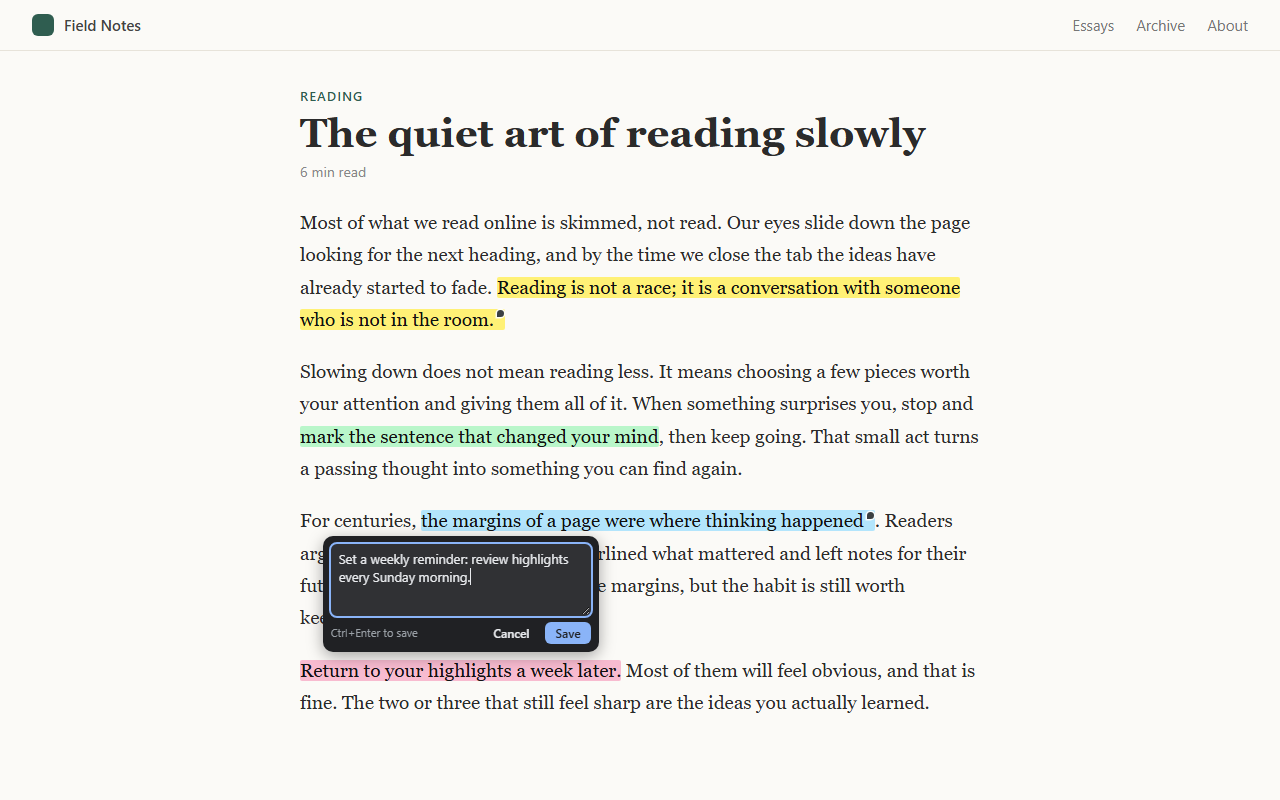 Field Notes
Essays
Archive
About
READING
The quiet art of reading slowly
6 min read
Most of what we read online is skimmed, not read. Our eyes slide down the page
looking for the next heading, and by the time we close the tab the ideas have
already started to fade. Reading is not a race; it is a conversation with someone
who is not in the room.
Slowing down does not mean reading less. It means choosing a few pieces worth
your attention and giving them all of it. When something surprises you, stop and
mark the sentence that changed your mind, then keep going. That small act turns
a passing thought into something you can find again.
For centuries, the margins of a page were where thinking happened. Readers
what mattered and left notes for their
margins, but the habit is still worth
Set a weekly reminder: review highlights
every Sunday morning.
Ctrl+Enter to save
Cancel
Save
Return to your highlights a week later. Most of them will feel obvious, and that is
fine. The two or three that still feel sharp are the ideas you actually learned.